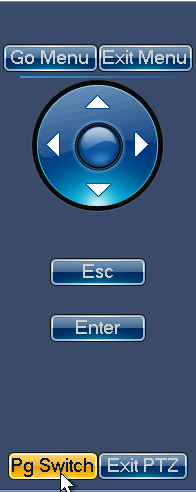 Go Menu Exit Menu
Esc
Enter
Pg Switch Exit PTZ